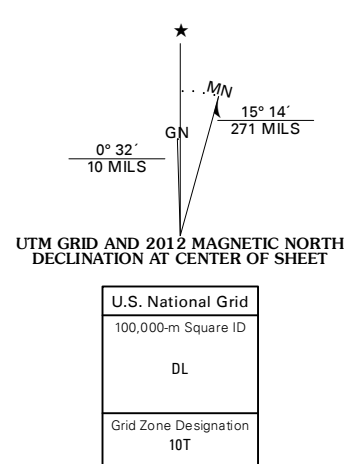 ★
MN
15° 14´
271 MILS
GN
0° 32´
10 MILS
UTM GRID AND 2012 MAGNETIC NORTH
DECLINATION AT CENTER OF SHEET
U.S. National Grid
100,000-m Square ID
DL
Grid Zone Designation
10T